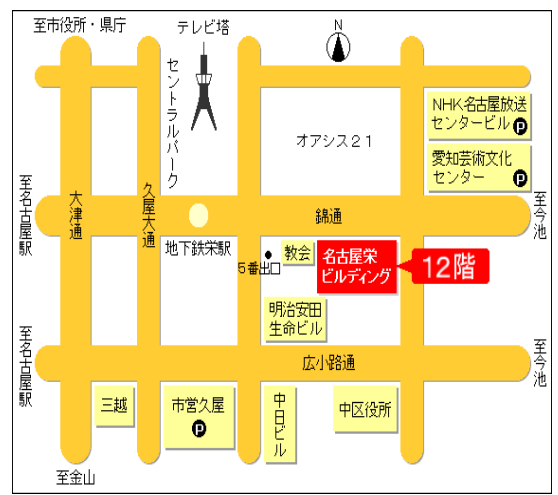 至市役所・県庁
テレビ塔
N
セントラルパーク
NHK名古屋放送
センタービル P
オアシス21
愛知芸術文化
センター P
至名古屋駅
大津通
久屋大通
錦通
至今池
地下鉄栄駅
5番出口
教会
名古屋栄
ビルディング
12階
明治安田
生命ビル
至名古屋駅
広小路通
至今池
三越
市営久屋
P
中日ビル
中区役所
至金山